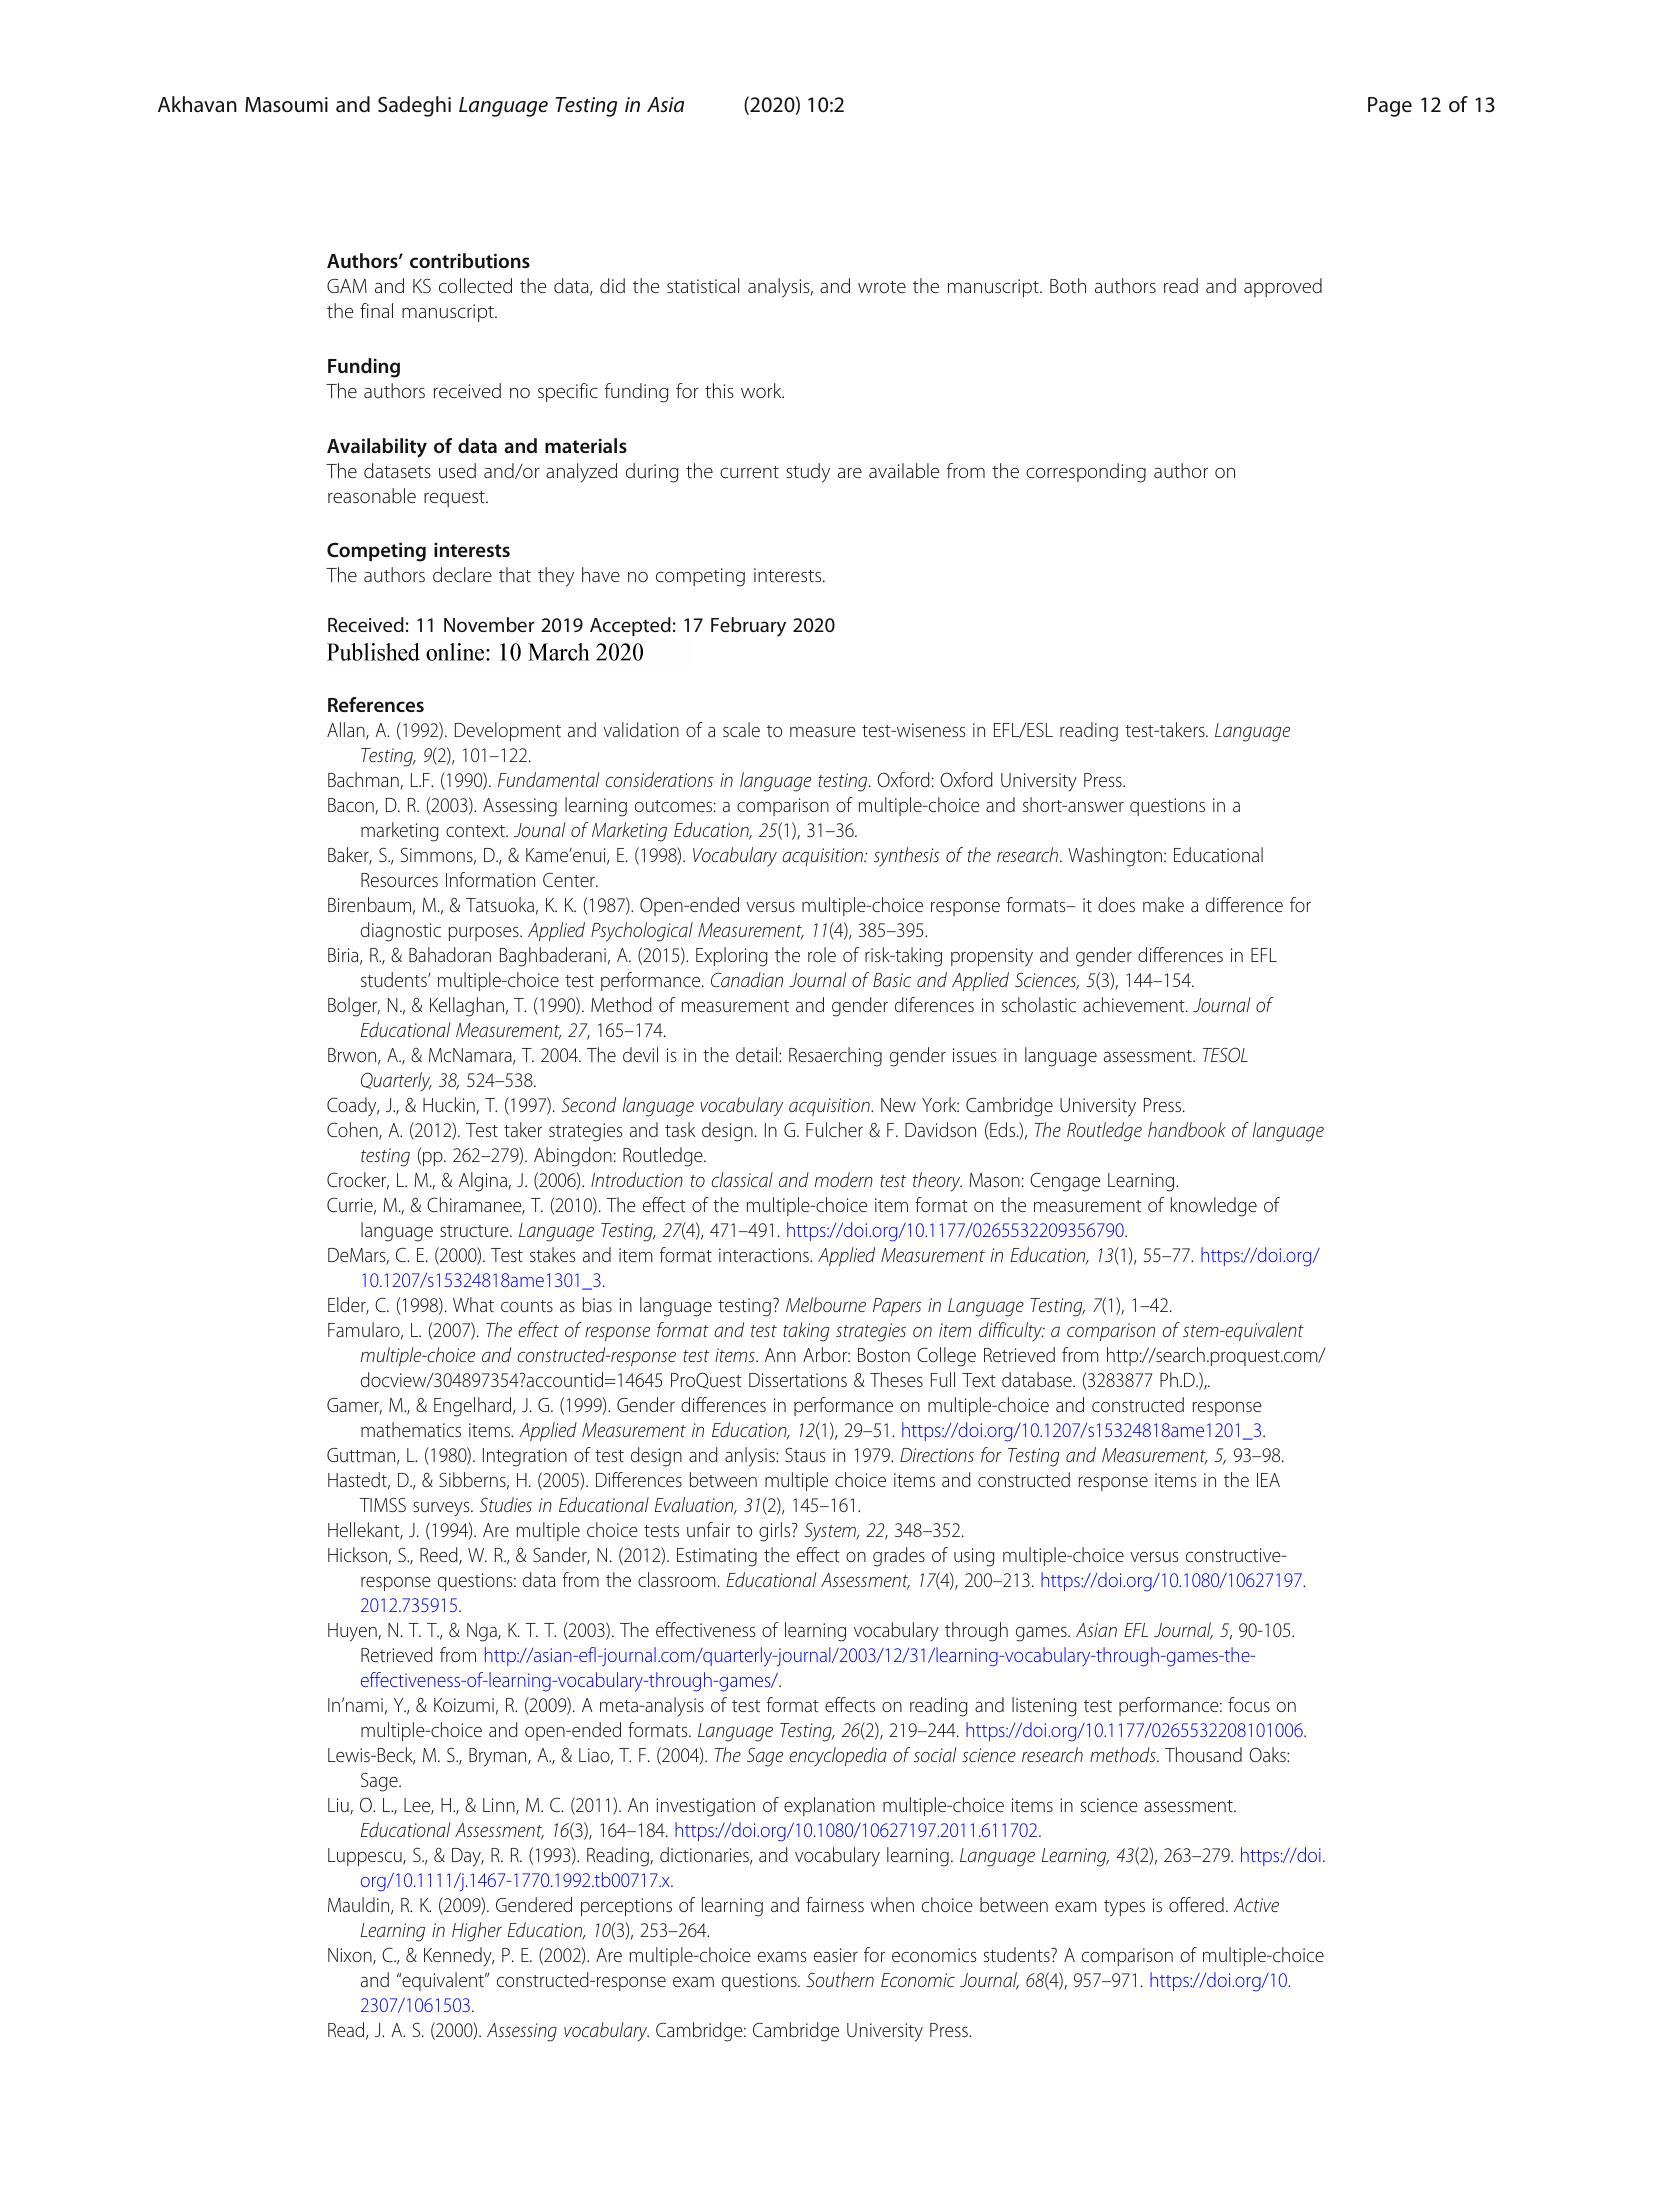 Akhavan Masoumi and Sadeghi Language Testing in Asia (2020) 10:2 Page 12 of 13
Authors’ contributions
GAM and KS collected the data, did the statistical analysis, and wrote the manuscript. Both authors read and approved
the final manuscript.
Funding
The authors received no specific funding for this work.
Availability of data and materials
The datasets used and/or analyzed during the current study are available from the corresponding author on
reasonable request.
Competing interests
The authors declare that they have no competing interests.
Received: 11 November 2019 Accepted: 17 February 2020
Published online: 10 March 2020
References
Allan, A. (1992). Development and validation of a scale to measure test-wiseness in EFL/ESL reading test-takers. Language
Testing, 9(2), 101–122.
Bachman, L.F. (1990). Fundamental considerations in language testing. Oxford: Oxford University Press.
Bacon, D. R. (2003). Assessing learning outcomes: a comparison of multiple-choice and short-answer questions in a
marketing context. Jounal of Marketing Education, 25(1), 31–36.
Baker, S., Simmons, D., & Kame’enui, E. (1998). Vocabulary acquisition: synthesis of the research. Washington: Educational
Resources Information Center.
Birenbaum, M., & Tatsuoka, K. K. (1987). Open-ended versus multiple-choice response formats– it does make a difference for
diagnostic purposes. Applied Psychological Measurement, 11(4), 385–395.
Biria, R., & Bahadoran Baghbaderani, A. (2015). Exploring the role of risk-taking propensity and gender differences in EFL
students’ multiple-choice test performance. Canadian Journal of Basic and Applied Sciences, 5(3), 144–154.
Bolger, N., & Kellaghan, T. (1990). Method of measurement and gender diferences in scholastic achievement. Journal of
Educational Measurement, 27, 165–174.
Brwon, A., & McNamara, T. 2004. The devil is in the detail: Resaerching gender issues in language assessment. TESOL
Quarterly, 38, 524–538.
Coady, J., & Huckin, T. (1997). Second language vocabulary acquisition. New York: Cambridge University Press.
Cohen, A. (2012). Test taker strategies and task design. In G. Fulcher & F. Davidson (Eds.), The Routledge handbook of language
testing (pp. 262–279). Abingdon: Routledge.
Crocker, L. M., & Algina, J. (2006). Introduction to classical and modern test theory. Mason: Cengage Learning.
Currie, M., & Chiramanee, T. (2010). The effect of the multiple-choice item format on the measurement of knowledge of
language structure. Language Testing, 27(4), 471–491. https://doi.org/10.1177/0265532209356790.
DeMars, C. E. (2000). Test stakes and item format interactions. Applied Measurement in Education, 13(1), 55–77. https://doi.org/
10.1207/s15324818ame1301_3.
Elder, C. (1998). What counts as bias in language testing? Melbourne Papers in Language Testing, 7(1), 1–42.
Famularo, L. (2007). The effect of response format and test taking strategies on item difficulty: a comparison of stem-equivalent
multiple-choice and constructed-response test items. Ann Arbor: Boston College Retrieved from http://search.proquest.com/
docview/304897354?accountid=14645 ProQuest Dissertations & Theses Full Text database. (3283877 Ph.D.),.
Gamer, M., & Engelhard, J. G. (1999). Gender differences in performance on multiple-choice and constructed response
mathematics items. Applied Measurement in Education, 12(1), 29–51. https://doi.org/10.1207/s15324818ame1201_3.
Guttman, L. (1980). Integration of test design and anlysis: Staus in 1979. Directions for Testing and Measurement, 5, 93–98.
Hastedt, D., & Sibberns, H. (2005). Differences between multiple choice items and constructed response items in the IEA
TIMSS surveys. Studies in Educational Evaluation, 31(2), 145–161.
Hellekant, J. (1994). Are multiple choice tests unfair to girls? System, 22, 348–352.
Hickson, S., Reed, W. R., & Sander, N. (2012). Estimating the effect on grades of using multiple-choice versus constructive-
response questions: data from the classroom. Educational Assessment, 17(4), 200–213. https://doi.org/10.1080/10627197.
2012.735915.
Huyen, N. T. T., & Nga, K. T. T. (2003). The effectiveness of learning vocabulary through games. Asian EFL Journal, 5, 90-105.
Retrieved from http://asian-efl-journal.com/quarterly-journal/2003/12/31/learning-vocabulary-through-games-the-
effectiveness-of-learning-vocabulary-through-games/.
In’nami, Y., & Koizumi, R. (2009). A meta-analysis of test format effects on reading and listening test performance: focus on
multiple-choice and open-ended formats. Language Testing, 26(2), 219–244. https://doi.org/10.1177/0265532208101006.
Lewis-Beck, M. S., Bryman, A., & Liao, T. F. (2004). The Sage encyclopedia of social science research methods. Thousand Oaks:
Sage.
Liu, O. L., Lee, H., & Linn, M. C. (2011). An investigation of explanation multiple-choice items in science assessment.
Educational Assessment, 16(3), 164–184. https://doi.org/10.1080/10627197.2011.611702.
Luppescu, S., & Day, R. R. (1993). Reading, dictionaries, and vocabulary learning. Language Learning, 43(2), 263–279. https://doi.
org/10.1111/j.1467-1770.1992.tb00717.x.
Mauldin, R. K. (2009). Gendered perceptions of learning and fairness when choice between exam types is offered. Active
Learning in Higher Education, 10(3), 253–264.
Nixon, C., & Kennedy, P. E. (2002). Are multiple-choice exams easier for economics students? A comparison of multiple-choice
and “equivalent” constructed-response exam questions. Southern Economic Journal, 68(4), 957–971. https://doi.org/10.
2307/1061503.
Read, J. A. S. (2000). Assessing vocabulary. Cambridge: Cambridge University Press.